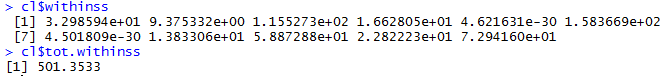 > cl$withinss
[1] 3.298594e+01 9.375332e+00 1.155273e+02 1.662805e+01 4.621631e-30 1.583669e+02
[7] 4.501809e-30 1.383306e+01 5.887288e+01 2.282223e+01 7.294160e+01
> cl$tot.withinss
[1] 501.3533